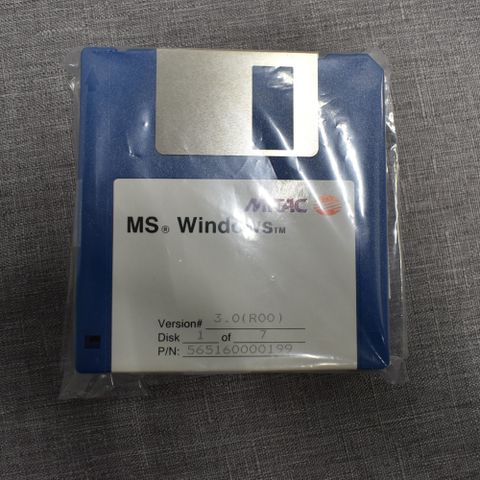 MITAC
MS® Windows™
Version# 3.0(R00)
Disk 1 of 7
P/N: 565160000199